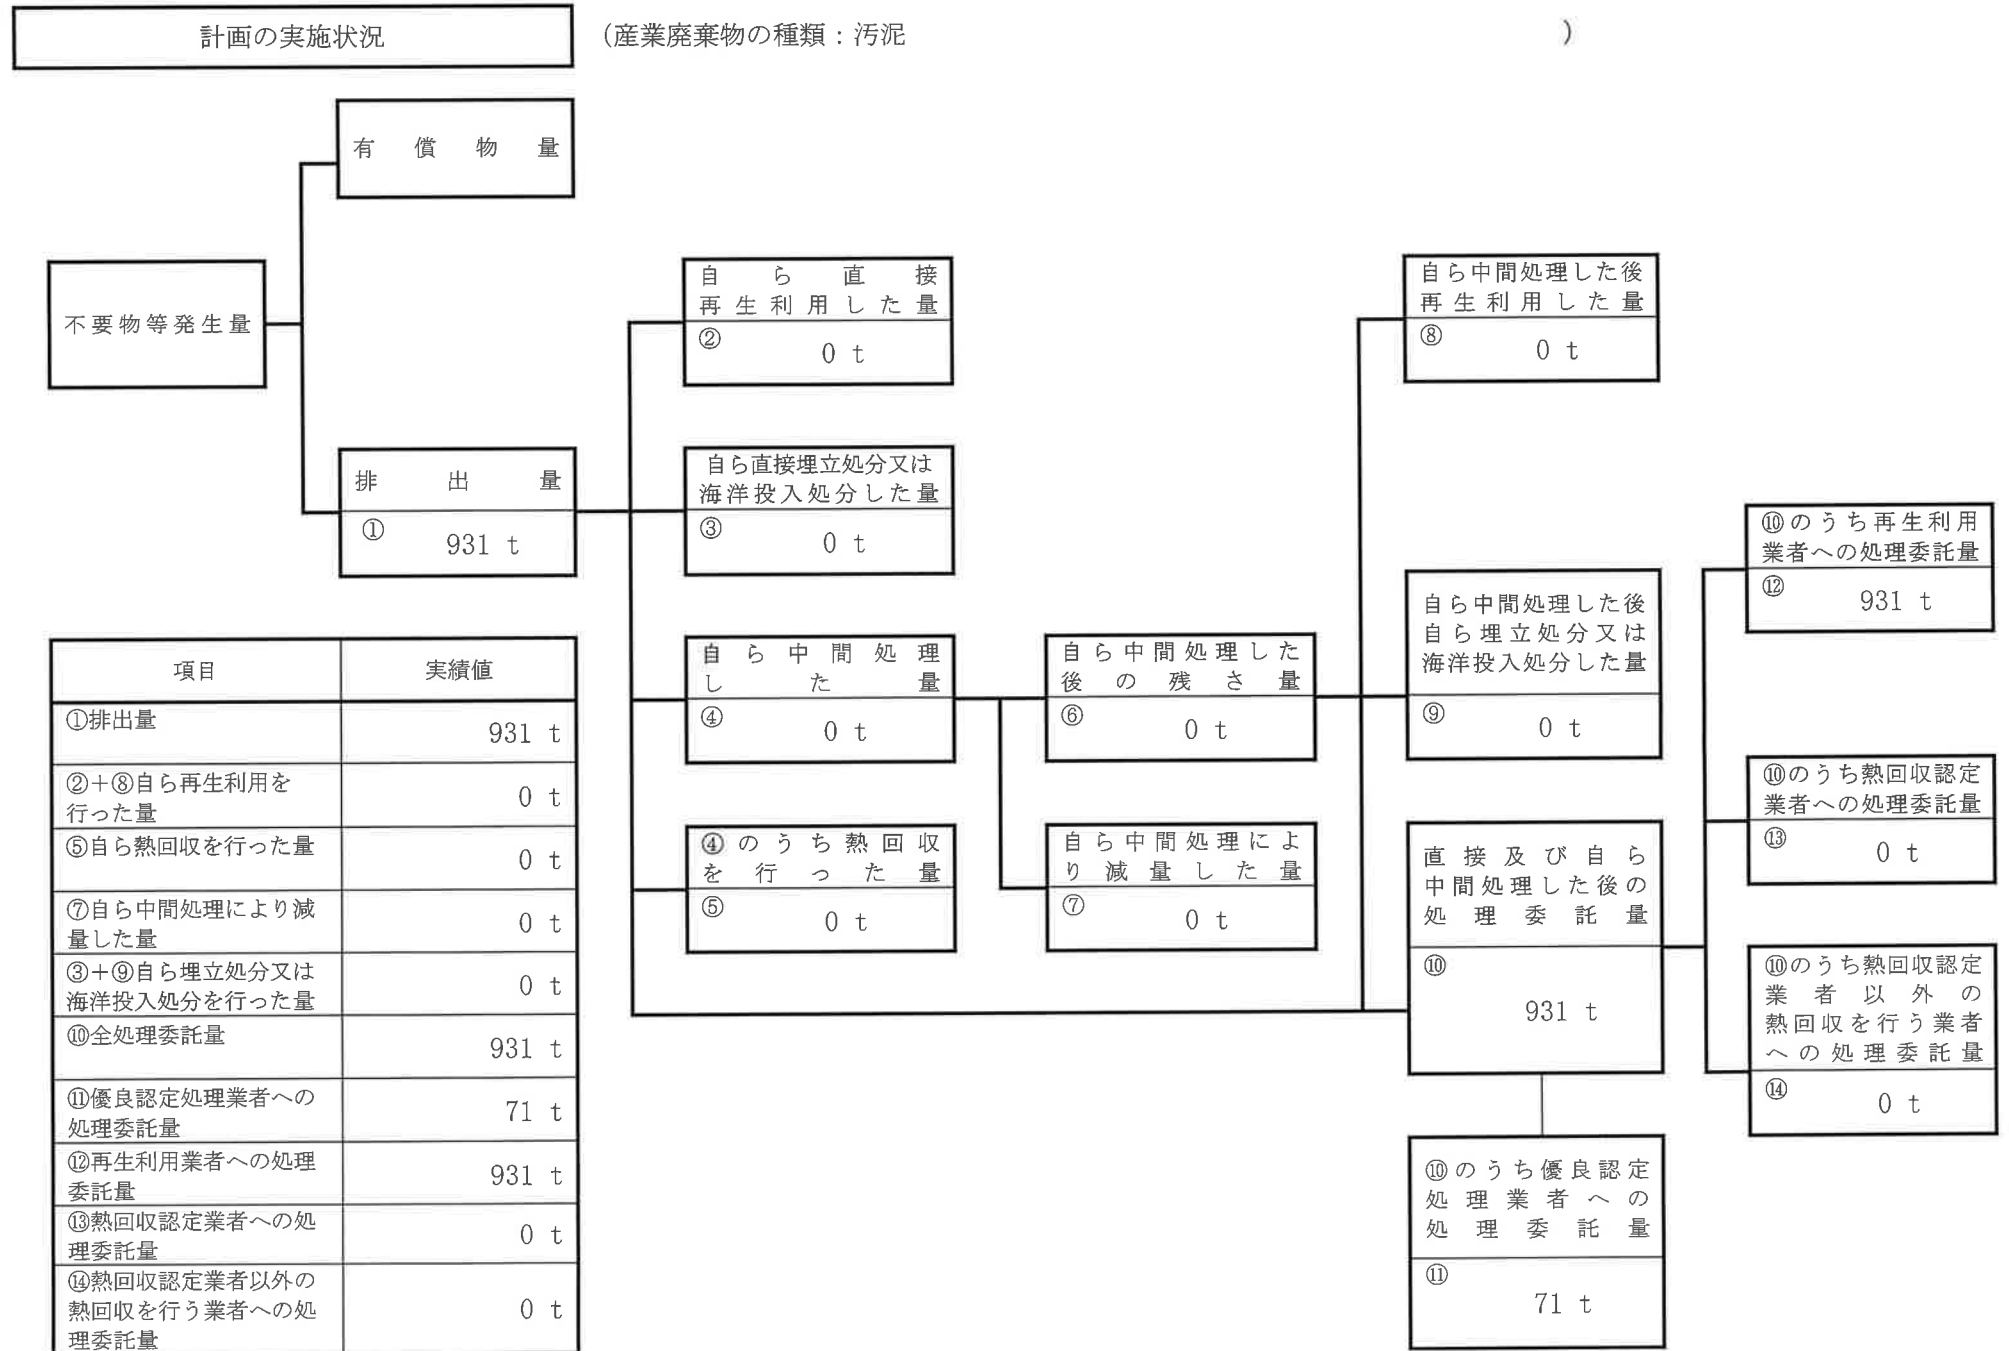 計画の実施状況
(産業廃棄物の種類：汚泥 )
有償物量
不要物等発生量
排出量
① 931 t
自ら直接
再生利用した量
② 0 t
自ら直接埋立処分又は
海洋投入処分した量
③ 0 t
自ら中間処理
した量
④ 0 t
④のうち熱回収
を行った量
⑤ 0 t
自ら中間処理した
後の残さ量
⑥ 0 t
自ら中間処理によ
り減量した量
⑦ 0 t
自ら中間処理した後
再生利用した量
⑧ 0 t
自ら中間処理した後
自ら埋立処分又は
海洋投入処分した量
⑨ 0 t
直接及び自ら
中間処理した後の
処理委託量
⑩
931 t
⑩のうち優良認定
処理業者への
処理委託量
⑪
71 t
⑩のうち再生利用
業者への処理委託量
⑫ 931 t
⑩のうち熱回収認定
業者への処理委託量
⑬ 0 t
⑩のうち熱回収認定
業者以外の
熱回収を行う業者
への処理委託量
⑭ 0 t
項目 実績値
①排出量 931 t
②＋⑧自ら再生利用を
行った量 0 t
⑤自ら熱回収を行った量 0 t
⑦自ら中間処理により減
量した量 0 t
③＋⑨自ら埋立処分又は
海洋投入処分を行った量 0 t
⑩全処理委託量 931 t
⑪優良認定処理業者への
処理委託量 71 t
⑫再生利用業者への処理
委託量 931 t
⑬熱回収認定業者への処
理委託量 0 t
⑭熱回収認定業者以外の
熱回収を行う業者への処
理委託量 0 t